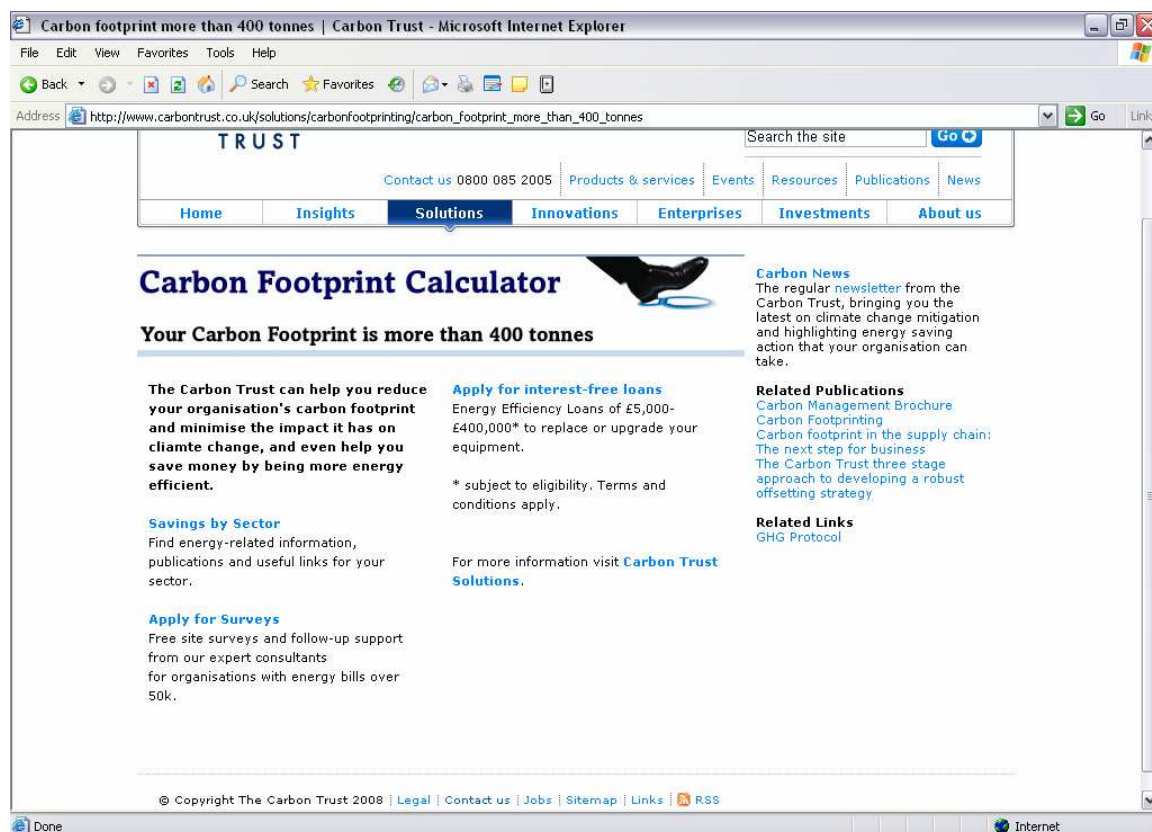 Carbon footprint more than 400 tonnes | Carbon Trust - Microsoft Internet Explorer
File Edit View Favorites Tools Help
Back Search Favorites
Address http://www.carbontrust.co.uk/solutions/carbonfootprinting/carbon_footprint_more_than_400_tonnes Go Link
TRUST
Search the site Go
Contact us 0800 085 2005 Products & services Events Resources Publications News
Home Insights Solutions Innovations Enterprises Investments About us
Carbon Footprint Calculator
Your Carbon Footprint is more than 400 tonnes
The Carbon Trust can help you reduce
your organisation's carbon footprint
and minimise the impact it has on
cliamte change, and even help you
save money by being more energy
efficient.
Savings by Sector
Find energy-related information,
publications and useful links for your
sector.
Apply for Surveys
Free site surveys and follow-up support
from our expert consultants
for organisations with energy bills over
50k.
Apply for interest-free loans
Energy Efficiency Loans of £5,000-
£400,000* to replace or upgrade your
equipment.
* subject to eligibility. Terms and
conditions apply.
For more information visit Carbon Trust
Solutions.
Carbon News
The regular newsletter from the
Carbon Trust, bringing you the
latest on climate change mitigation
and highlighting energy saving
action that your organisation can
take.
Related Publications
Carbon Management Brochure
Carbon Footprinting
Carbon footprint in the supply chain:
The next step for business
The Carbon Trust three stage
approach to developing a robust
offsetting strategy
Related Links
GHG Protocol
© Copyright The Carbon Trust 2008 | Legal | Contact us | Jobs | Sitemap | Links | RSS
Done Internet